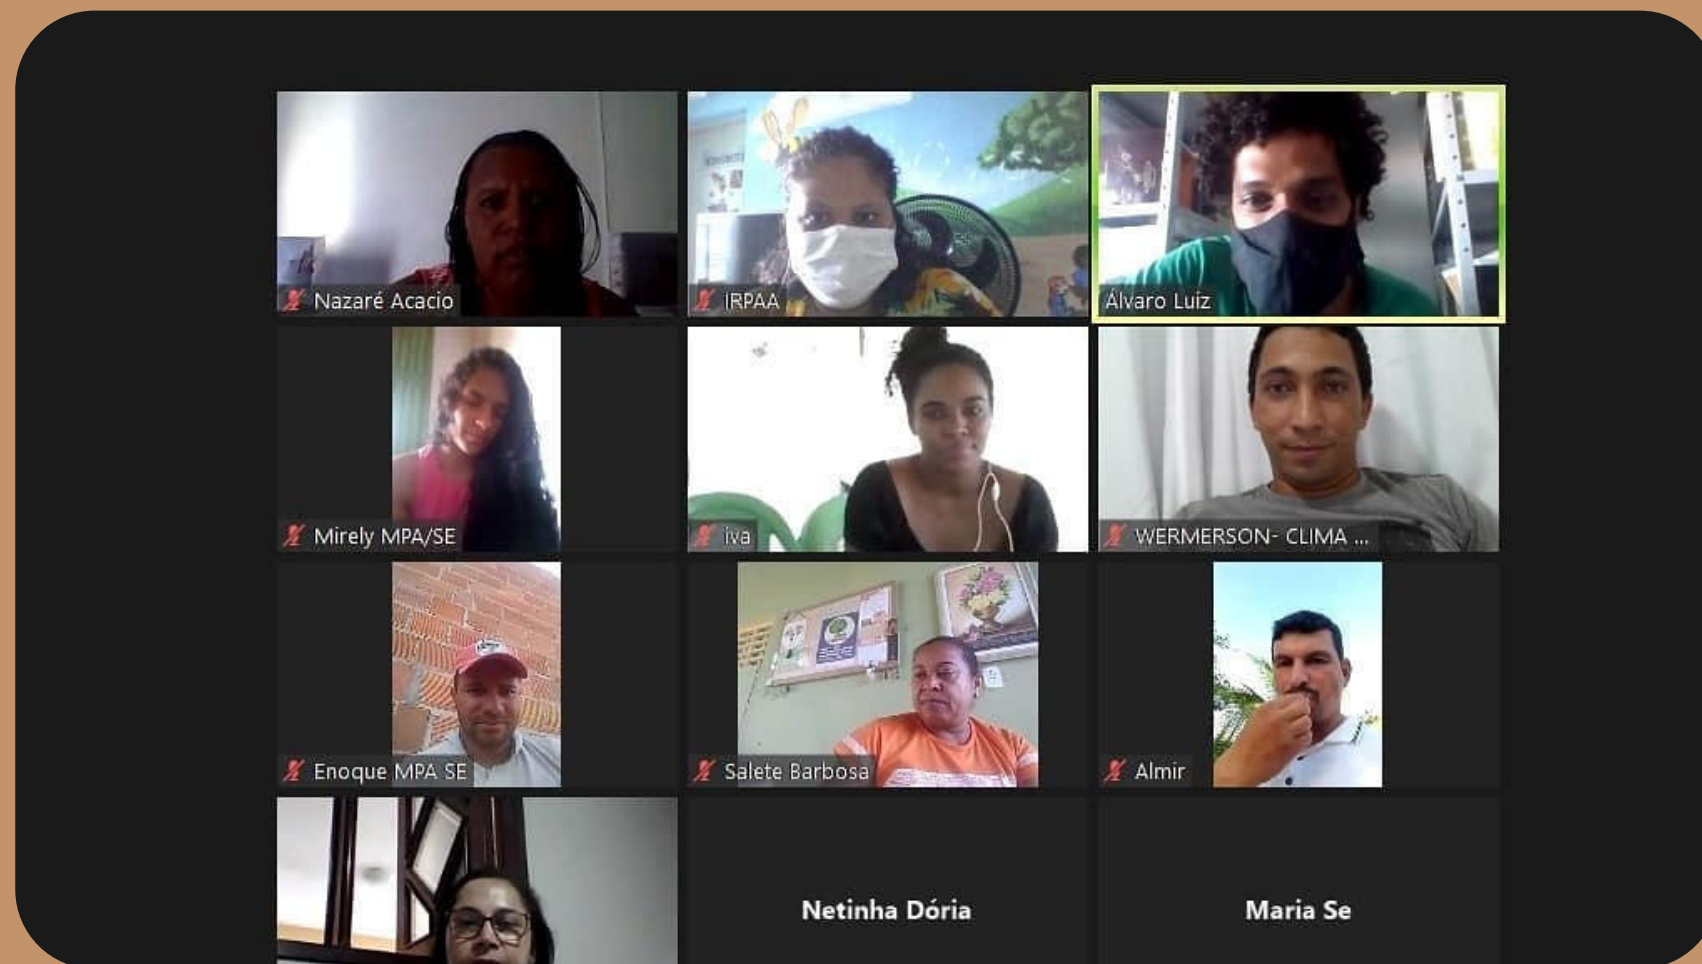 Nazaré Acacio
IRPAA
Álvaro Luiz
Mirely MPA/SE
iva
WERMERSON- CLIMA ...
Enoque MPA SE
Salete Barbosa
Almir
Netinha Dória
Maria Se